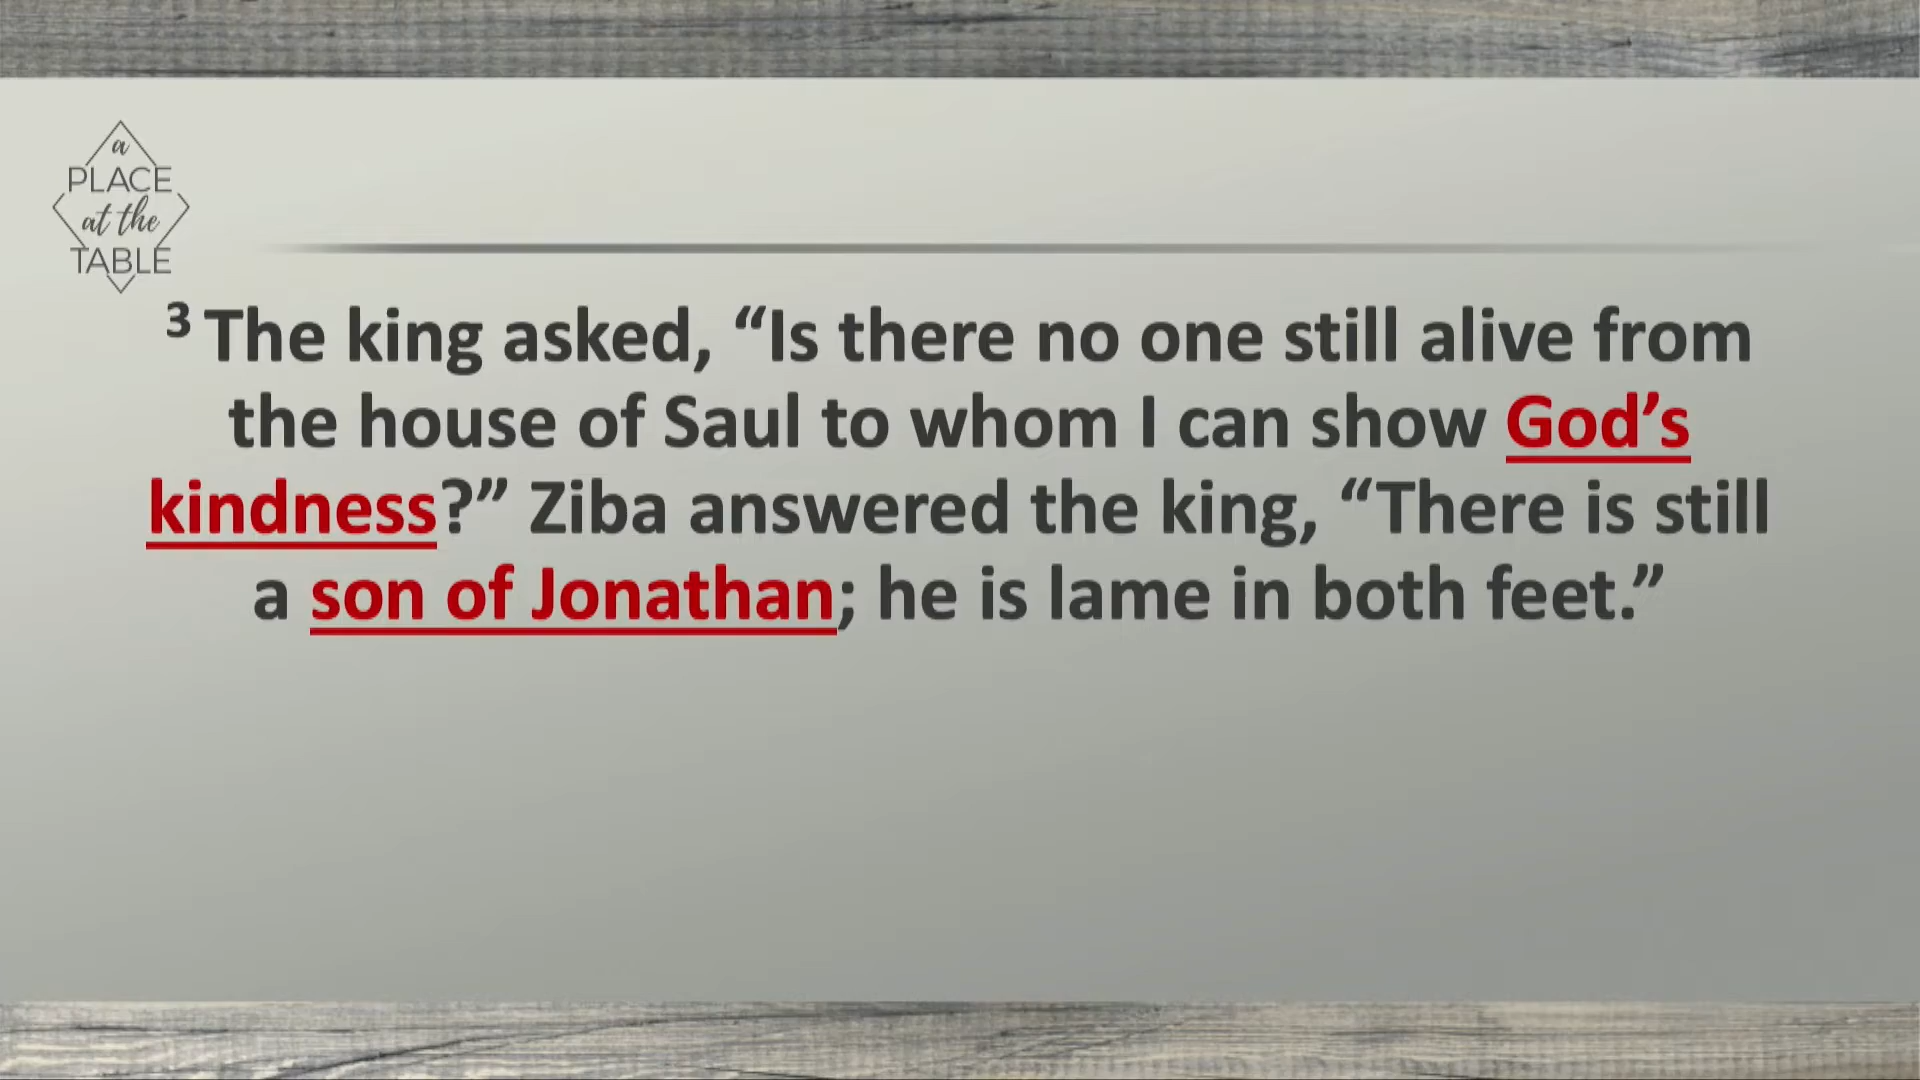 a
PLACE
at the
TABLE
³ The king asked, “Is there no one still alive from
the house of Saul to whom I can show God’s
kindness?” Ziba answered the king, “There is still
a son of Jonathan; he is lame in both feet.”